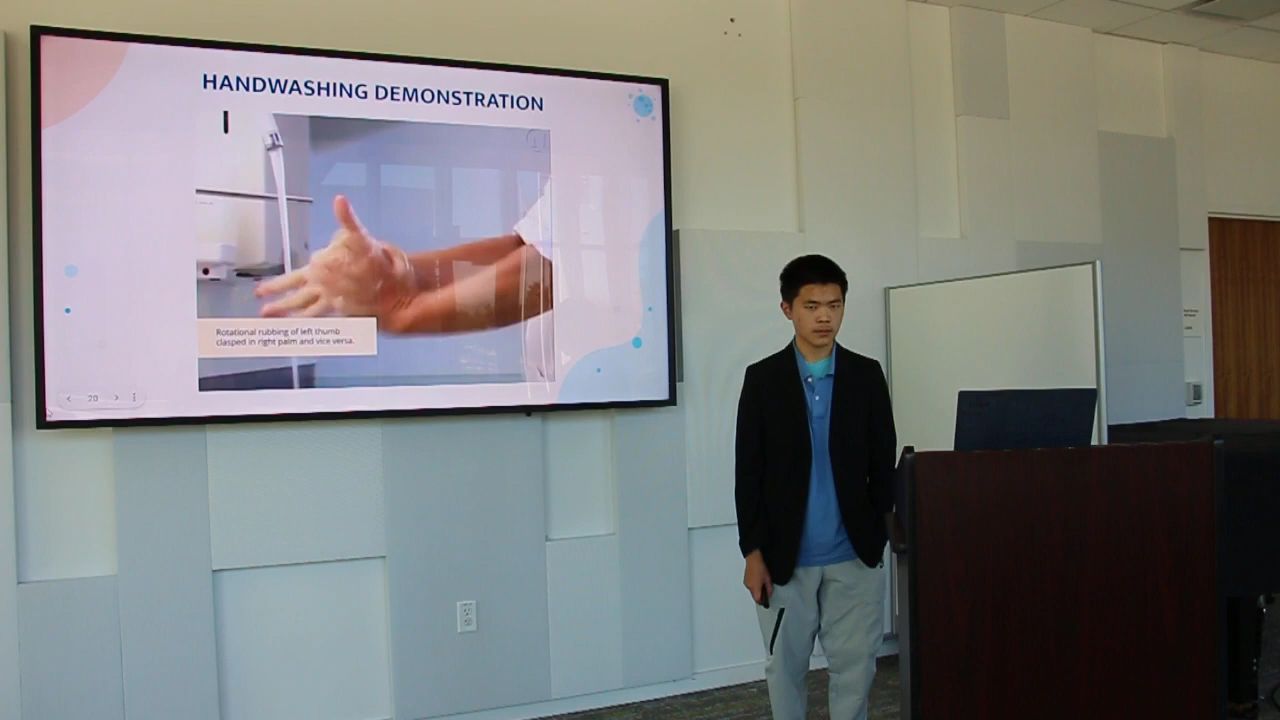 HANDWASHING DEMONSTRATION
Rotational rubbing of left thumb
clasped in right palm and vice versa.
20